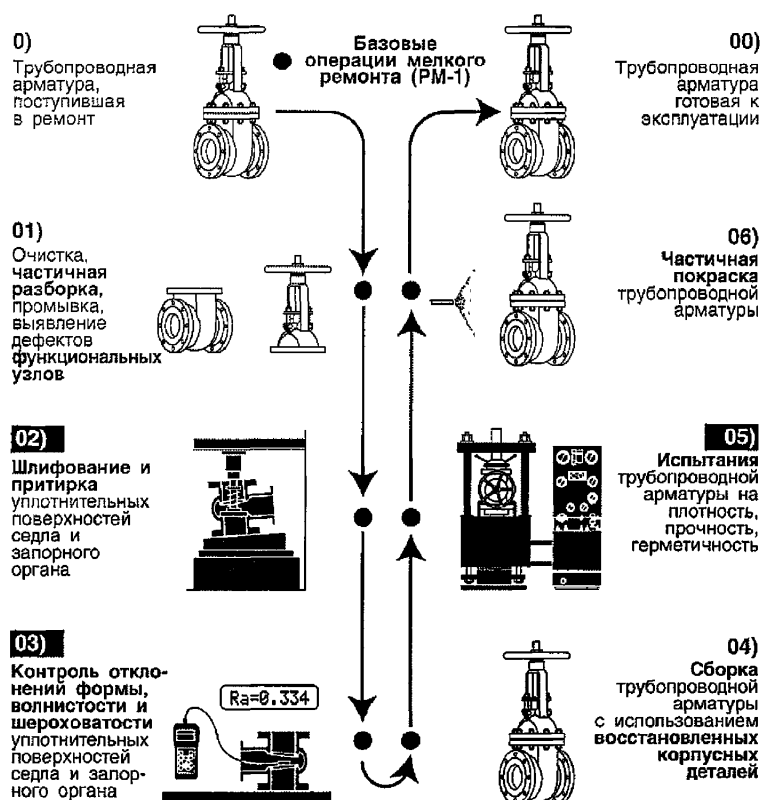 0)
Трубопроводная
арматура,
поступившая
в ремонт
Базовые
операции мелкого
ремонта (РМ-1)
00)
Трубопроводная
арматура
готовая к
эксплуатации
01)
Очистка,
частичная
разборка,
промывка,
выявление
дефектов
функциональных
узлов
02)
Шлифование и
притирка
уплотнительных
поверхностей
седла и
запорного
органа
03)
Контроль откло-
нений формы,
волнистости и
шероховатости
уплотнительных
поверхностей
седла и запор-
ного органа
Ra=0.334
04)
Сборка
трубопроводной
арматуры
с использованием
восстановленных
корпусных
деталей
05)
Испытания
трубопроводной
арматуры на
плотность,
прочность,
герметичность
06)
Частичная
покраска
трубопроводной
арматуры